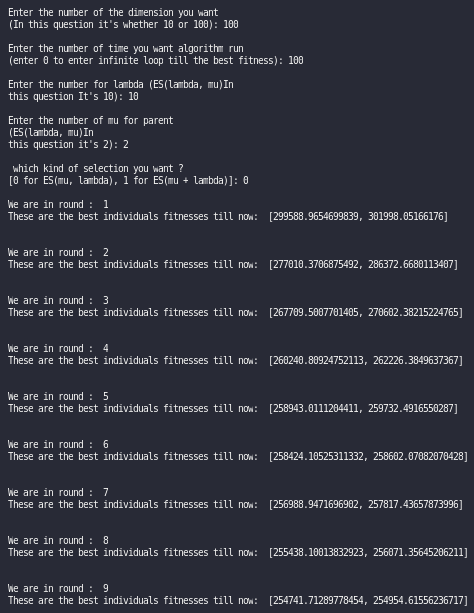 Enter the number of the dimension you want
(In this question it's whether 10 or 100): 100
Enter the number of time you want algorithm run
(enter 0 to enter infinite loop till the best fitness): 100
Enter the number for lambda (ES(lambda, mu)In
this question It's 10): 10
Enter the number of mu for parent
(ES(lambda, mu)In
this question it's 2): 2
which kind of selection you want ?
[0 for ES(mu, lambda), 1 for ES(mu + lambda)]: 0
We are in round :  1
These are the best individuals fitnesses till now:  [299588.9654699839, 301998.05166176]
We are in round :  2
These are the best individuals fitnesses till now:  [277010.3706875492, 286372.6680113407]
We are in round :  3
These are the best individuals fitnesses till now:  [267709.5007701405, 270602.38215224765]
We are in round :  4
These are the best individuals fitnesses till now:  [260240.80924752113, 262226.3849637367]
We are in round :  5
These are the best individuals fitnesses till now:  [258943.0111204411, 259732.4916550287]
We are in round :  6
These are the best individuals fitnesses till now:  [258424.10525311332, 258602.07082070428]
We are in round :  7
These are the best individuals fitnesses till now:  [256988.9471696902, 257817.43657873996]
We are in round :  8
These are the best individuals fitnesses till now:  [255438.10013832923, 256071.35645206211]
We are in round :  9
These are the best individuals fitnesses till now:  [254741.71289778454, 254954.61556236717]